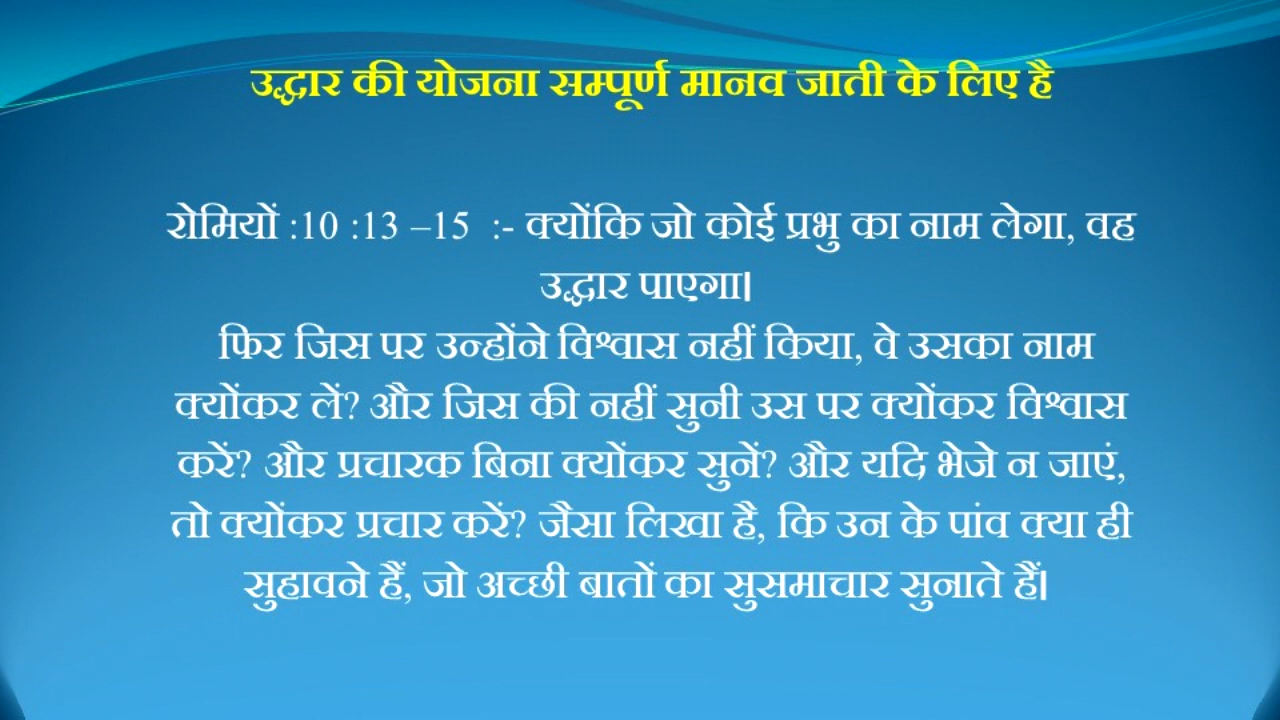 उद्धार की योजना सम्पूर्ण मानव जाती के लिए है
रोमियों :10 :13 –15 :- क्योंकि जो कोई प्रभु का नाम लेगा, वह
उद्धार पाएगा।
फिर जिस पर उन्होंने विश्वास नहीं किया, वे उसका नाम
क्योंकर लें? और जिस की नहीं सुनी उस पर क्योंकर विश्वास
करें? और प्रचारक बिना क्योंकर सुनें? और यदि भेजे न जाएं,
तो क्योंकर प्रचार करें? जैसा लिखा है, कि उन के पांव क्या ही
सुहावने हैं, जो अच्छी बातों का सुसमाचार सुनाते हैं।